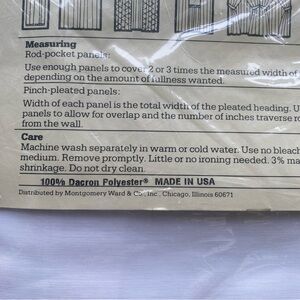 Measuring
Rod-pocket panels:
Use enough panels to cover 2 or 3 times the measured width of
depending on the amount of fullness wanted.
Pinch-pleated panels:
Width of each panel is the total width of the pleated heading. U
panels to allow for overlap and the number of inches traverse ro
from the wall.
Care
Machine wash separately in warm or cold water. Use no bleach
medium. Remove promptly. Little or no ironing needed. 3% ma
shrinkage. Do not dry clean.
100% Dacron Polyester® MADE IN USA
Distributed by Montgomery Ward & Co., Inc., Chicago, Illinois 60671